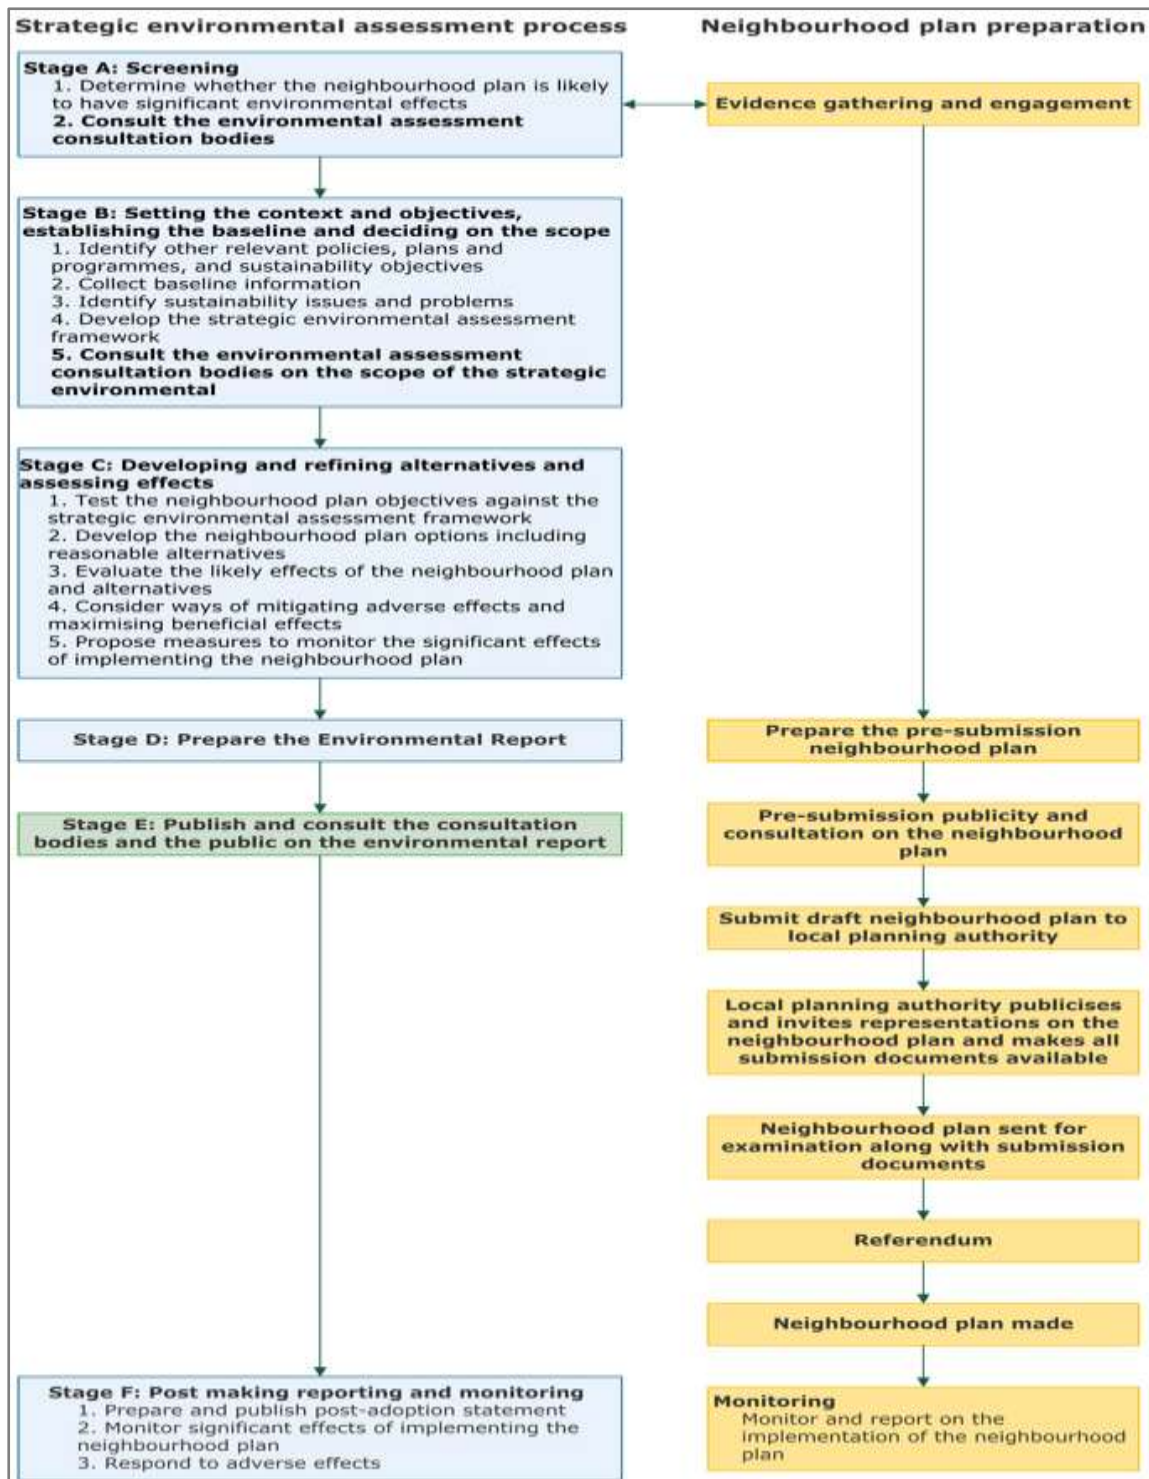 Strategic environmental assessment process
Stage A: Screening
1. Determine whether the neighbourhood plan is likely
to have significant environmental effects
2. Consult the environmental assessment
consultation bodies
Stage B: Setting the context and objectives,
establishing the baseline and deciding on the scope
1. Identify other relevant policies, plans and
programmes, and sustainability objectives
2. Collect baseline information
3. Identify sustainability issues and problems
4. Develop the strategic environmental assessment
framework
5. Consult the environmental assessment
consultation bodies on the scope of the strategic
environmental
Stage C: Developing and refining alternatives and
assessing effects
1. Test the neighbourhood plan objectives against the
strategic environmental assessment framework
2. Develop the neighbourhood plan options including
reasonable alternatives
3. Evaluate the likely effects of the neighbourhood plan
and alternatives
4. Consider ways of mitigating adverse effects and
maximising beneficial effects
5. Propose measures to monitor the significant effects
of implementing the neighbourhood plan
Stage D: Prepare the Environmental Report
Stage E: Publish and consult the consultation
bodies and the public on the environmental report
Stage F: Post making reporting and monitoring
1. Prepare and publish post-adoption statement
2. Monitor significant effects of implementing the
neighbourhood plan
3. Respond to adverse effects
Neighbourhood plan preparation
Evidence gathering and engagement
Prepare the pre-submission
neighbourhood plan
Pre-submission publicity and
consultation on the neighbourhood
plan
Submit draft neighbourhood plan to
local planning authority
Local planning authority publicises
and invites representations on the
neighbourhood plan and makes all
submission documents available
Neighbourhood plan sent for
examination along with submission
documents
Referendum
Neighbourhood plan made
Monitoring
Monitor and report on the
implementation of the neighbourhood
plan